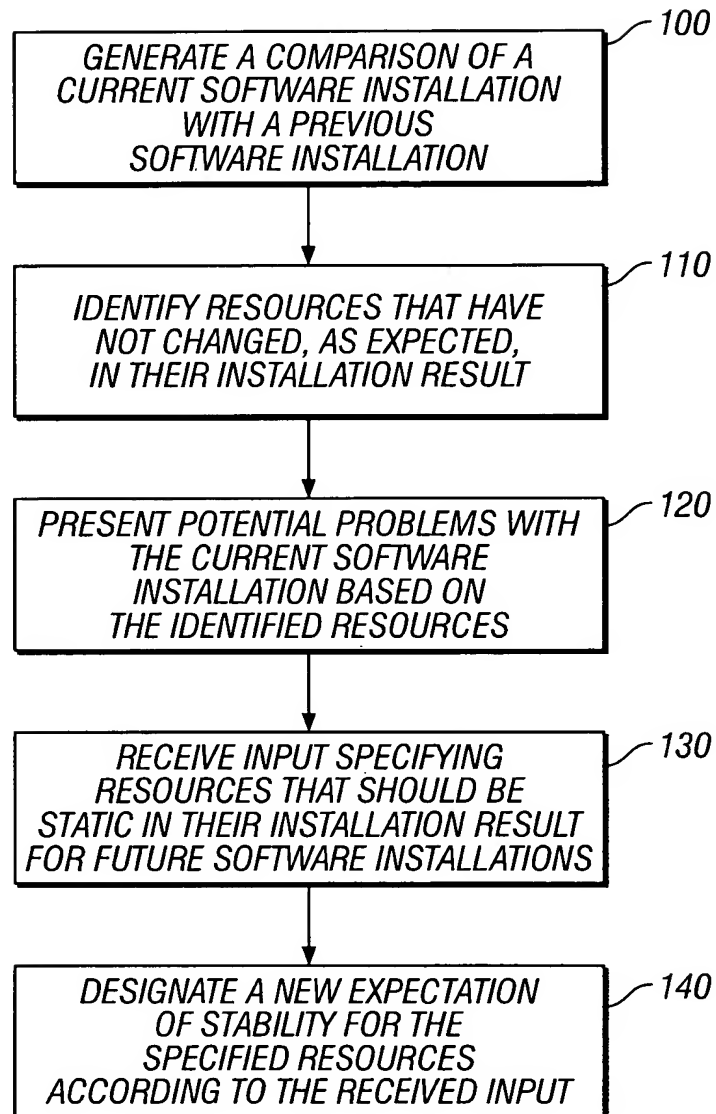 100
GENERATE A COMPARISON OF A
CURRENT SOFTWARE INSTALLATION
WITH A PREVIOUS
SOFTWARE INSTALLATION
110
IDENTIFY RESOURCES THAT HAVE
NOT CHANGED, AS EXPECTED,
IN THEIR INSTALLATION RESULT
120
PRESENT POTENTIAL PROBLEMS WITH
THE CURRENT SOFTWARE
INSTALLATION BASED ON
THE IDENTIFIED RESOURCES
130
RECEIVE INPUT SPECIFYING
RESOURCES THAT SHOULD BE
STATIC IN THEIR INSTALLATION RESULT
FOR FUTURE SOFTWARE INSTALLATIONS
140
DESIGNATE A NEW EXPECTATION
OF STABILITY FOR THE
SPECIFIED RESOURCES
ACCORDING TO THE RECEIVED INPUT